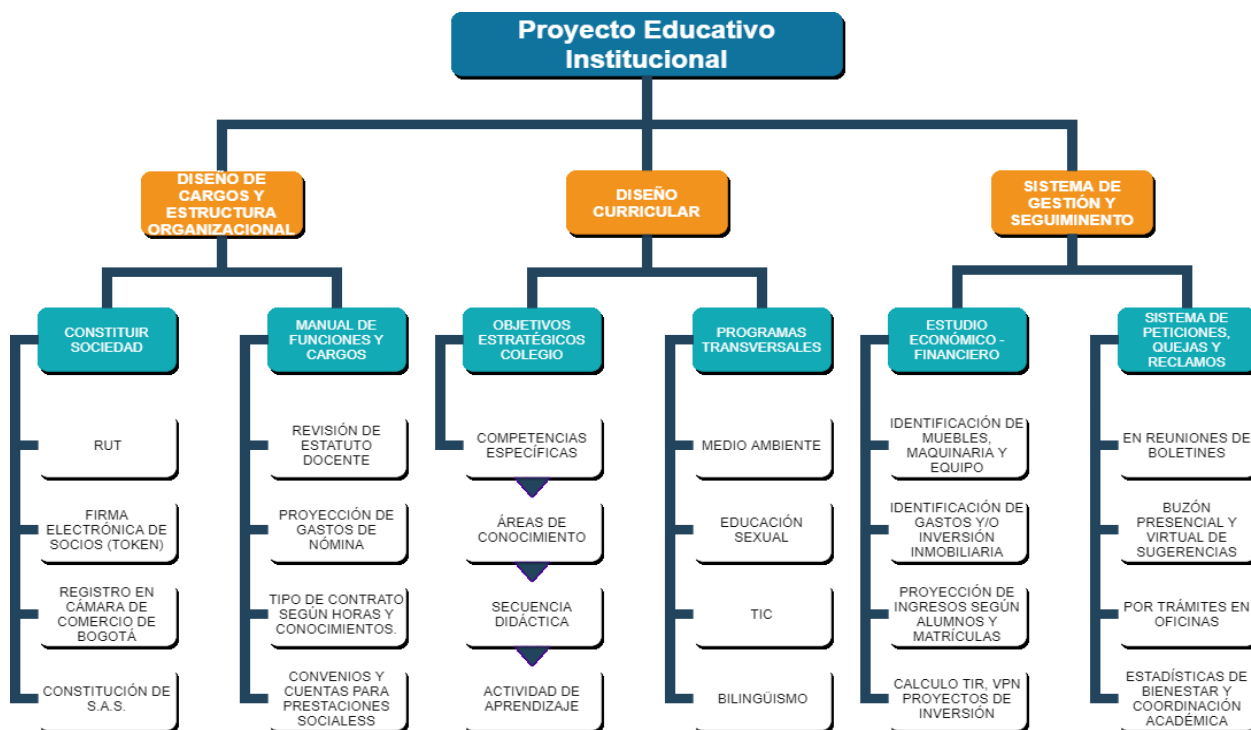 Proyecto Educativo
Institucional
DISEÑO DE
CARGOS Y
ESTRUCTURA
ORGANIZACIONAL
DISEÑO
CURRICULAR
SISTEMA DE
GESTIÓN Y
SEGUIMINENTO
CONSTITUIR
SOCIEDAD
MANUAL DE
FUNCIONES Y
CARGOS
OBJETIVOS
ESTRATÉGICOS
COLEGIO
PROGRAMAS
TRANSVERSALES
ESTUDIO
ECONÓMICO -
FINANCIERO
SISTEMA DE
PETICIONES,
QUEJAS Y
RECLAMOS
RUT
REVISIÓN DE
ESTATUTO
DOCENTE
COMPETENCIAS
ESPECÍFICAS
MEDIO AMBIENTE
IDENTIFICACIÓN DE
MUEBLES,
MAQUINARIA Y
EQUIPO
EN REUNIONES DE
BOLETINES
FIRMA
ELECTRÓNICA DE
SOCIOS (TOKEN)
PROYECCIÓN DE
GASTOS DE
NÓMINA
ÁREAS DE
CONOCIMIENTO
EDUCACIÓN
SEXUAL
IDENTIFICACIÓN DE
GASTOS Y/O
INVERSIÓN
INMOBILIARIA
BUZÓN
PRESENCIAL Y
VIRTUAL DE
SUGERENCIAS
REGISTRO EN
CÁMARA DE
COMERCIO DE
BOGOTÁ
TIPO DE CONTRATO
SEGÚN HORAS Y
CONOCIMIENTOS.
SECUENCIA
DIDÁCTICA
TIC
PROYECCIÓN DE
INGRESOS SEGÚN
ALUMNOS Y
MATRÍCULAS
POR TRÁMITES EN
OFICINAS
CONSTITUCIÓN DE
S.A.S.
CONVENIOS Y
CUENTAS PARA
PRESTACIONES
SOCIALESS
ACTIVIDAD DE
APRENDIZAJE
BILINGÜISMO
CALCULO TIR, VPN
PROYECTOS DE
INVERSIÓN
ESTADÍSTICAS DE
BIENESTAR Y
COORDINACIÓN
ACADÉMICA